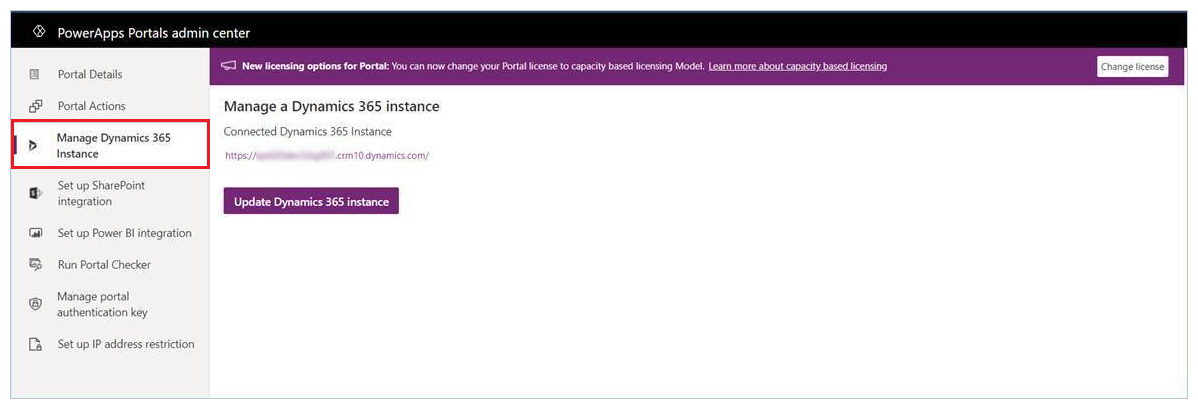 PowerApps Portals admin center
Portal Details
Portal Actions
Manage Dynamics 365
Instance
Set up SharePoint
integration
Set up Power BI integration
Run Portal Checker
Manage portal
authentication key
Set up IP address restriction
New licensing options for Portal: You can now change your Portal license to capacity based licensing Model. Learn more about capacity based licensing
Change license
Manage a Dynamics 365 instance
Connected Dynamics 365 Instance
https:// .crm10.dynamics.com/
Update Dynamics 365 instance